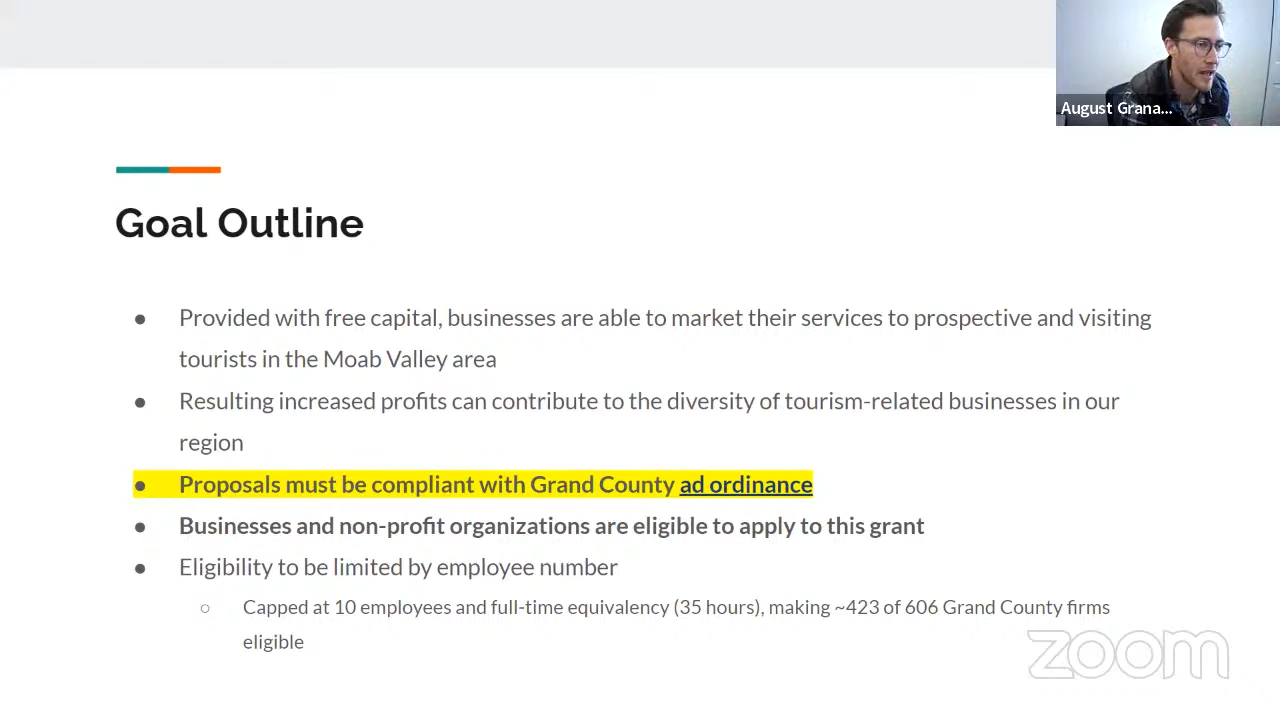 August Grana...
Goal Outline
● Provided with free capital, businesses are able to market their services to prospective and visiting
tourists in the Moab Valley area
● Resulting increased profits can contribute to the diversity of tourism-related businesses in our
region
● Proposals must be compliant with Grand County ad ordinance
● Businesses and non-profit organizations are eligible to apply to this grant
● Eligibility to be limited by employee number
○ Capped at 10 employees and full-time equivalency (35 hours), making ~423 of 606 Grand County firms
eligible
zoom